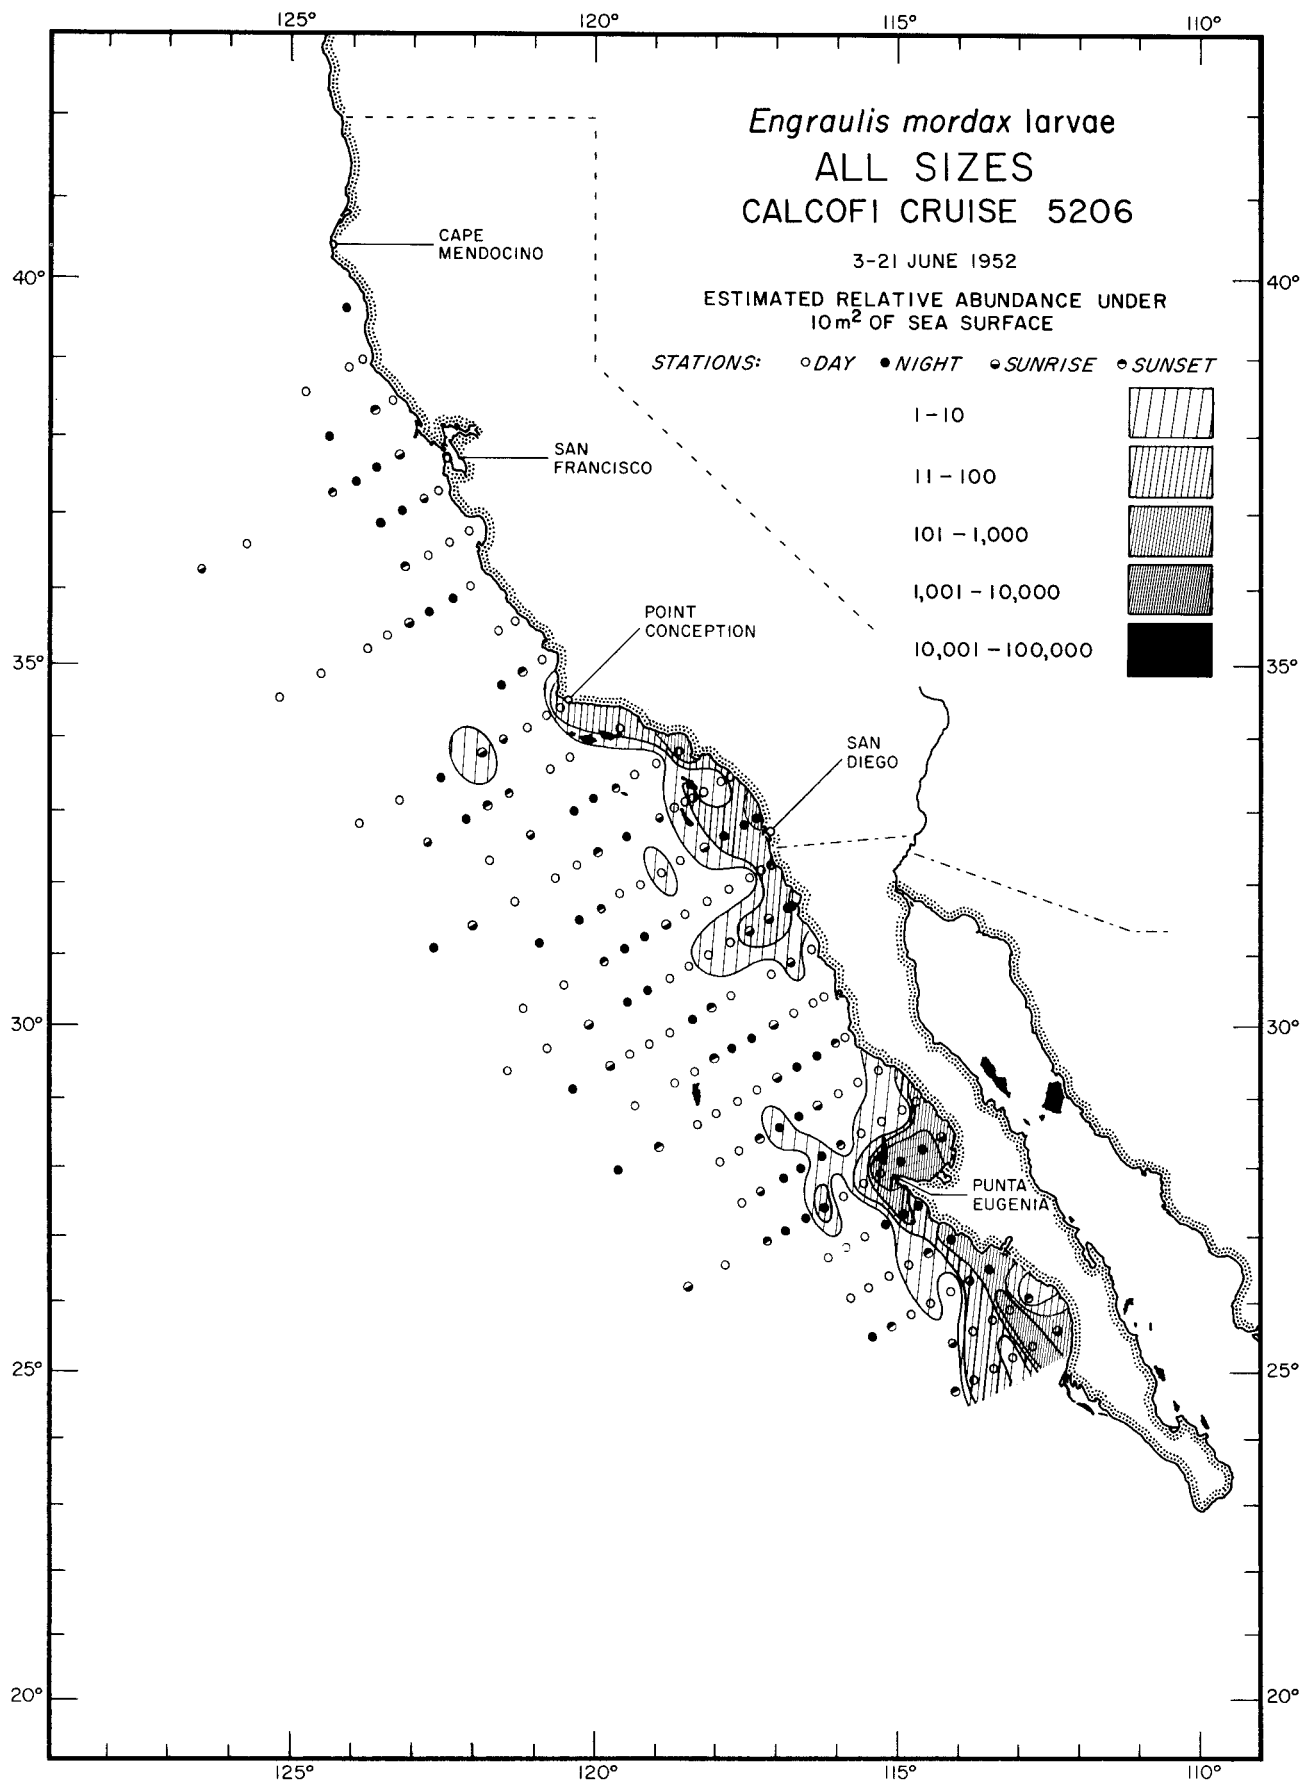 125° 120° 115° 110°
Engraulis mordax larvae
ALL SIZES
CALCOFI CRUISE 5206
3-21 JUNE 1952
ESTIMATED RELATIVE ABUNDANCE UNDER
10m² OF SEA SURFACE
STATIONS: DAY NIGHT SUNRISE SUNSET
1-10
11-100
101-1,000
1,001-10,000
10,001-100,000
CAPE
MENDOCINO
40° 40°
SAN
FRANCISCO
POINT
CONCEPTION
35° 35°
SAN
DIEGO
30° 30°
PUNTA
EUGENIA
25° 25°
20° 20°
125° 120° 115° 110°